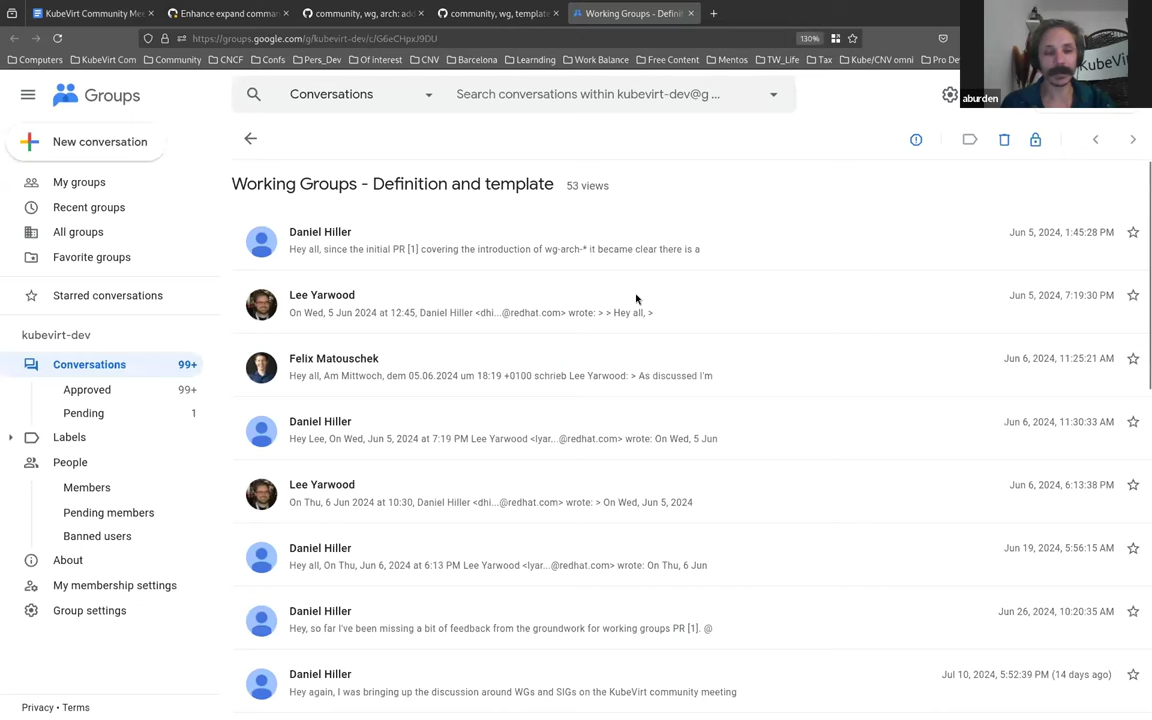 KubeVirt Community Mee
Enhance expand comman
community, wg, arch: add
community, wg, template
Working Groups - Definit
https://groups.google.com/g/kubevirt-dev/c/G6eCHpxJ9DU
130%
Computers
KubeVirt Com
Community
CNCF
Confs
Pers_Dev
Of interest
CNV
Barcelona
Learnding
Work Balance
Free Content
Mentos
TW_Life
Tax
Kube/CNV omni
Pro De
KubeVir
aburden
Groups
Conversations
Search conversations within kubevirt-dev@g ...
New conversation
My groups
Recent groups
All groups
Favorite groups
Starred conversations
kubevirt-dev
Conversations 99+
Approved 99+
Pending 1
Labels
People
Members
Pending members
Banned users
About
My membership settings
Group settings
Privacy • Terms
Working Groups - Definition and template 53 views
Daniel Hiller Jun 5, 2024, 1:45:28 PM
Hey all, since the initial PR [1] covering the introduction of wg-arch-* it became clear there is a
Lee Yarwood Jun 5, 2024, 7:19:30 PM
On Wed, 5 Jun 2024 at 12:45, Daniel Hiller <dhi...@redhat.com> wrote: > > Hey all, >
Felix Matouschek Jun 6, 2024, 11:25:21 AM
Hey all, Am Mittwoch, dem 05.06.2024 um 18:19 +0100 schrieb Lee Yarwood: > As discussed I'm
Daniel Hiller Jun 6, 2024, 11:30:33 AM
Hey Lee, On Wed, Jun 5, 2024 at 7:19 PM Lee Yarwood <lyar...@redhat.com> wrote: On Wed, 5 Jun
Lee Yarwood Jun 6, 2024, 6:13:38 PM
On Thu, 6 Jun 2024 at 10:30, Daniel Hiller <dhi...@redhat.com> wrote: > On Wed, Jun 5, 2024
Daniel Hiller Jun 19, 2024, 5:56:15 AM
Hey all, On Thu, Jun 6, 2024 at 6:13 PM Lee Yarwood <lyar...@redhat.com> wrote: On Thu, 6 Jun
Daniel Hiller Jun 26, 2024, 10:20:35 AM
Hey, so far I've been missing a bit of feedback from the groundwork for working groups PR [1]. @
Daniel Hiller Jul 10, 2024, 5:52:39 PM (14 days ago)
Hey again, I was bringing up the discussion around WGs and SIGs on the KubeVirt community meeting